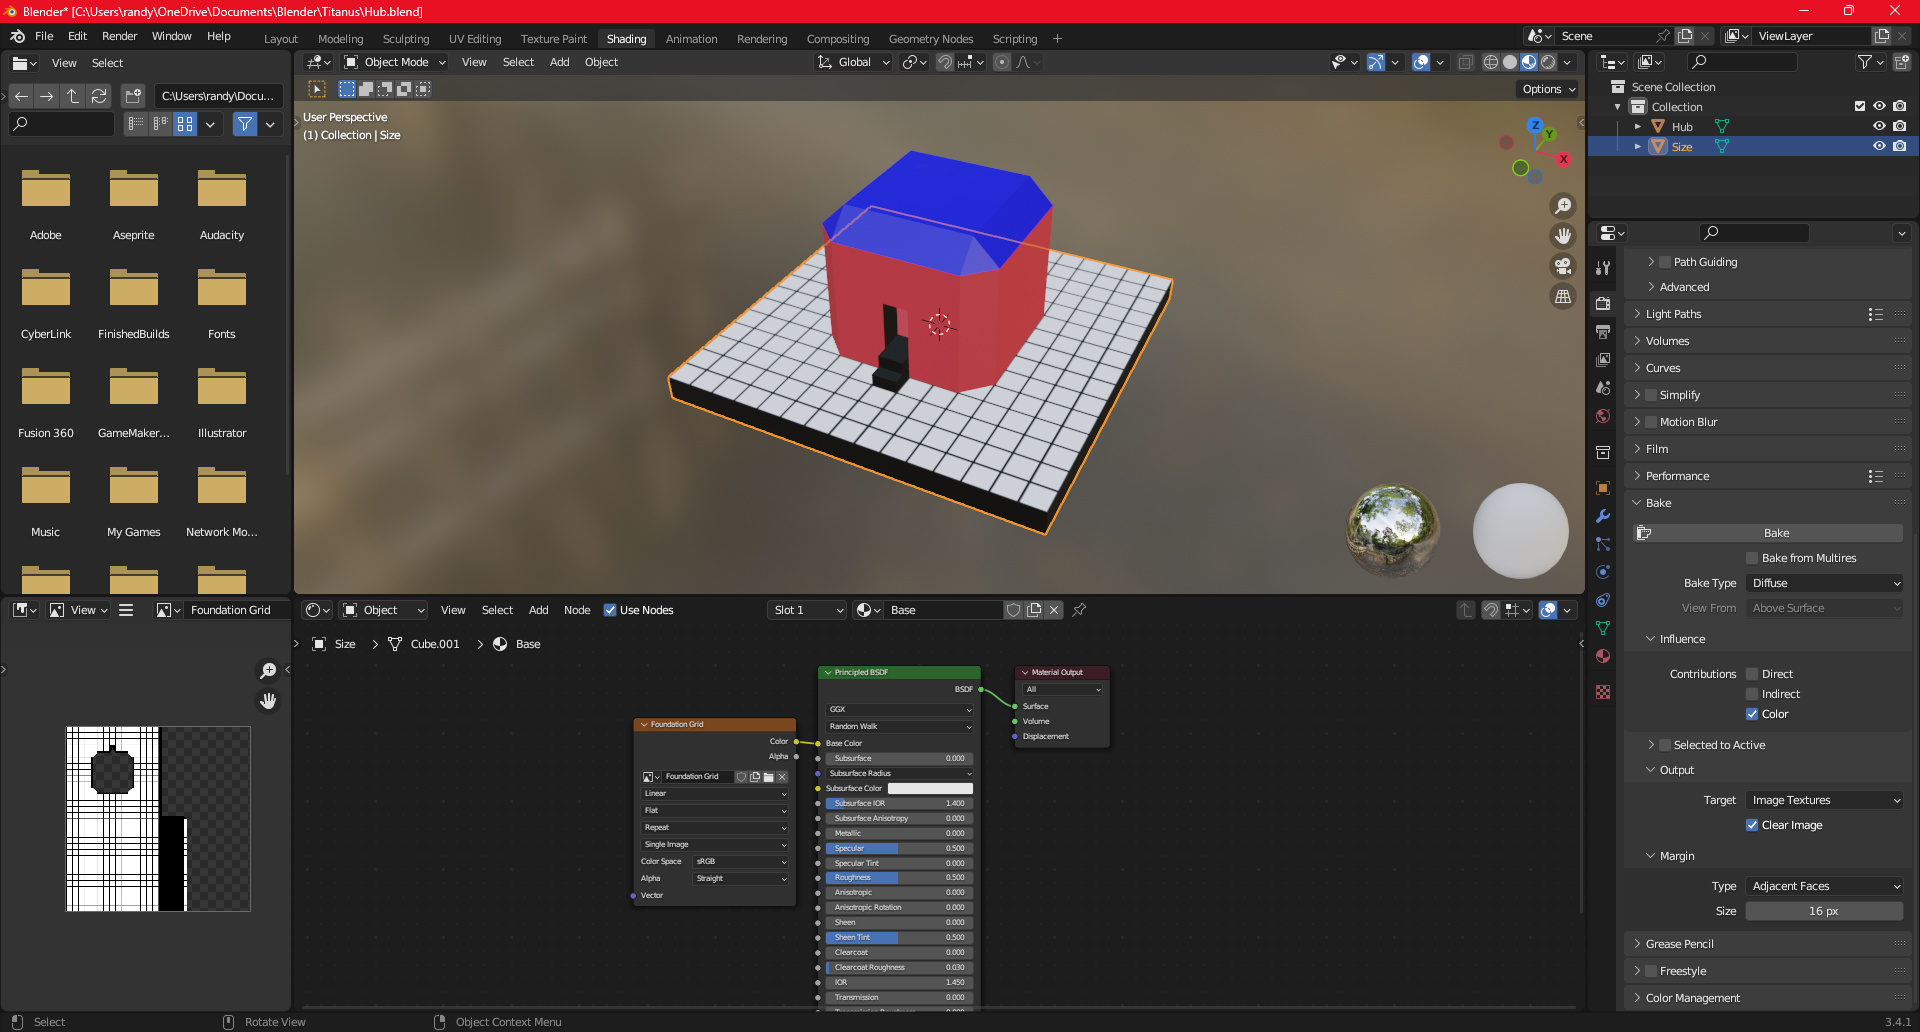 Blender* [C:\Users\randy\OneDrive\Documents\Blender\Titanus\Hub.blend]
File Edit Render Window Help Layout Modeling Sculpting UV Editing Texture Paint Shading Animation Rendering Compositing Geometry Nodes Scripting + Scene ViewLayer
View Select Object Mode View Select Add Object Global
C:\Users\randy\Docu... Options
User Perspective
(1) Collection | Size
Adobe Aseprite Audacity
CyberLink FinishedBuilds Fonts
Fusion 360 GameMaker... Illustrator
Music My Games Network Mo...
Z Y X
Scene Collection
Collection
Hub
Size
Path Guiding
Advanced
Light Paths
Volumes
Curves
Simplify
Motion Blur
Film
Performance
Bake
Bake
Bake from Multires
Bake Type Diffuse
View From Above Surface
Influence
Contributions Direct
Indirect
Color
Selected to Active
Output
Target Image Textures
Clear Image
Margin
Type Adjacent Faces
Size 16 px
Grease Pencil
Freestyle
Color Management
View Foundation Grid
Object View Select Add Node Use Nodes Slot 1 Base
Size > Cube.001 > Base
Foundation Grid
Color
Alpha
Foundation Grid
Linear
Flat
Repeat
Single Image
Color Space sRGB
Alpha Straight
Vector
Principled BSDF
BSDF
GGX
Random Walk
Base Color
Subsurface 0.000
Subsurface Radius
Subsurface Color
Subsurface IOR 1.400
Subsurface Anisotropy 0.000
Metallic 0.000
Specular 0.500
Specular Tint 0.000
Roughness 0.500
Anisotropic 0.000
Anisotropic Rotation 0.000
Sheen 0.000
Sheen Tint 0.500
Clearcoat 0.000
Clearcoat Roughness 0.030
IOR 1.450
Transmission 0.000
Material Output
All
Surface
Volume
Displacement
Select Rotate View Object Context Menu 3.4.1